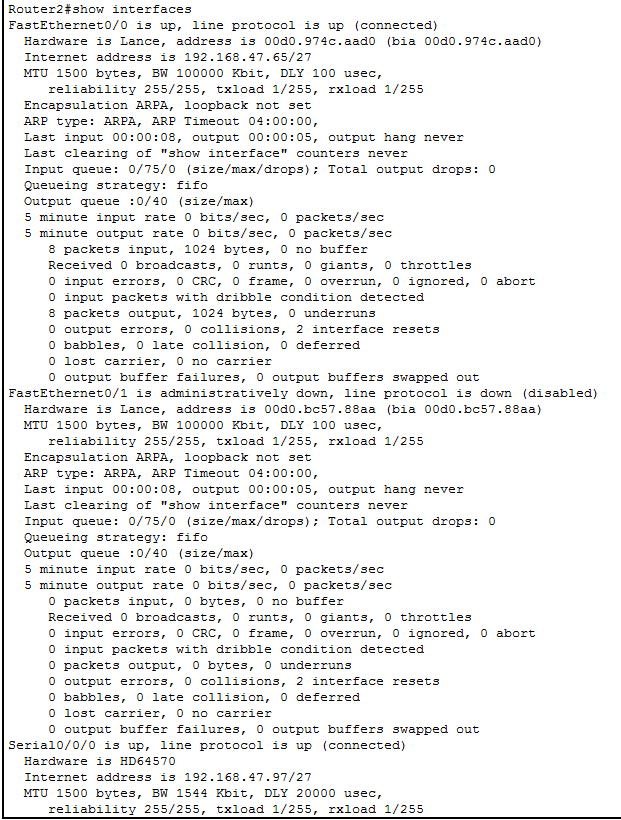 Router2#show interfaces
FastEthernet0/0 is up, line protocol is up (connected)
  Hardware is Lance, address is 00d0.974c.aad0 (bia 00d0.974c.aad0)
  Internet address is 192.168.47.65/27
  MTU 1500 bytes, BW 100000 Kbit, DLY 100 usec,
     reliability 255/255, txload 1/255, rxload 1/255
  Encapsulation ARPA, loopback not set
  ARP type: ARPA, ARP Timeout 04:00:00,
  Last input 00:00:08, output 00:00:05, output hang never
  Last clearing of "show interface" counters never
  Input queue: 0/75/0 (size/max/drops); Total output drops: 0
  Queueing strategy: fifo
  Output queue :0/40 (size/max)
  5 minute input rate 0 bits/sec, 0 packets/sec
  5 minute output rate 0 bits/sec, 0 packets/sec
     8 packets input, 1024 bytes, 0 no buffer
     Received 0 broadcasts, 0 runts, 0 giants, 0 throttles
     0 input errors, 0 CRC, 0 frame, 0 overrun, 0 ignored, 0 abort
     0 input packets with dribble condition detected
     8 packets output, 1024 bytes, 0 underruns
     0 output errors, 0 collisions, 2 interface resets
     0 babbles, 0 late collision, 0 deferred
     0 lost carrier, 0 no carrier
     0 output buffer failures, 0 output buffers swapped out
FastEthernet0/1 is administratively down, line protocol is down (disabled)
  Hardware is Lance, address is 00d0.bc57.88aa (bia 00d0.bc57.88aa)
  MTU 1500 bytes, BW 100000 Kbit, DLY 100 usec,
     reliability 255/255, txload 1/255, rxload 1/255
  Encapsulation ARPA, loopback not set
  ARP type: ARPA, ARP Timeout 04:00:00,
  Last input 00:00:08, output 00:00:05, output hang never
  Last clearing of "show interface" counters never
  Input queue: 0/75/0 (size/max/drops); Total output drops: 0
  Queueing strategy: fifo
  Output queue :0/40 (size/max)
  5 minute input rate 0 bits/sec, 0 packets/sec
  5 minute output rate 0 bits/sec, 0 packets/sec
     0 packets input, 0 bytes, 0 no buffer
     Received 0 broadcasts, 0 runts, 0 giants, 0 throttles
     0 input errors, 0 CRC, 0 frame, 0 overrun, 0 ignored, 0 abort
     0 input packets with dribble condition detected
     0 packets output, 0 bytes, 0 underruns
     0 output errors, 0 collisions, 2 interface resets
     0 babbles, 0 late collision, 0 deferred
     0 lost carrier, 0 no carrier
     0 output buffer failures, 0 output buffers swapped out
Serial0/0/0 is up, line protocol is up (connected)
  Hardware is HD64570
  Internet address is 192.168.47.97/27
  MTU 1500 bytes, BW 1544 Kbit, DLY 20000 usec,
     reliability 255/255, txload 1/255, rxload 1/255